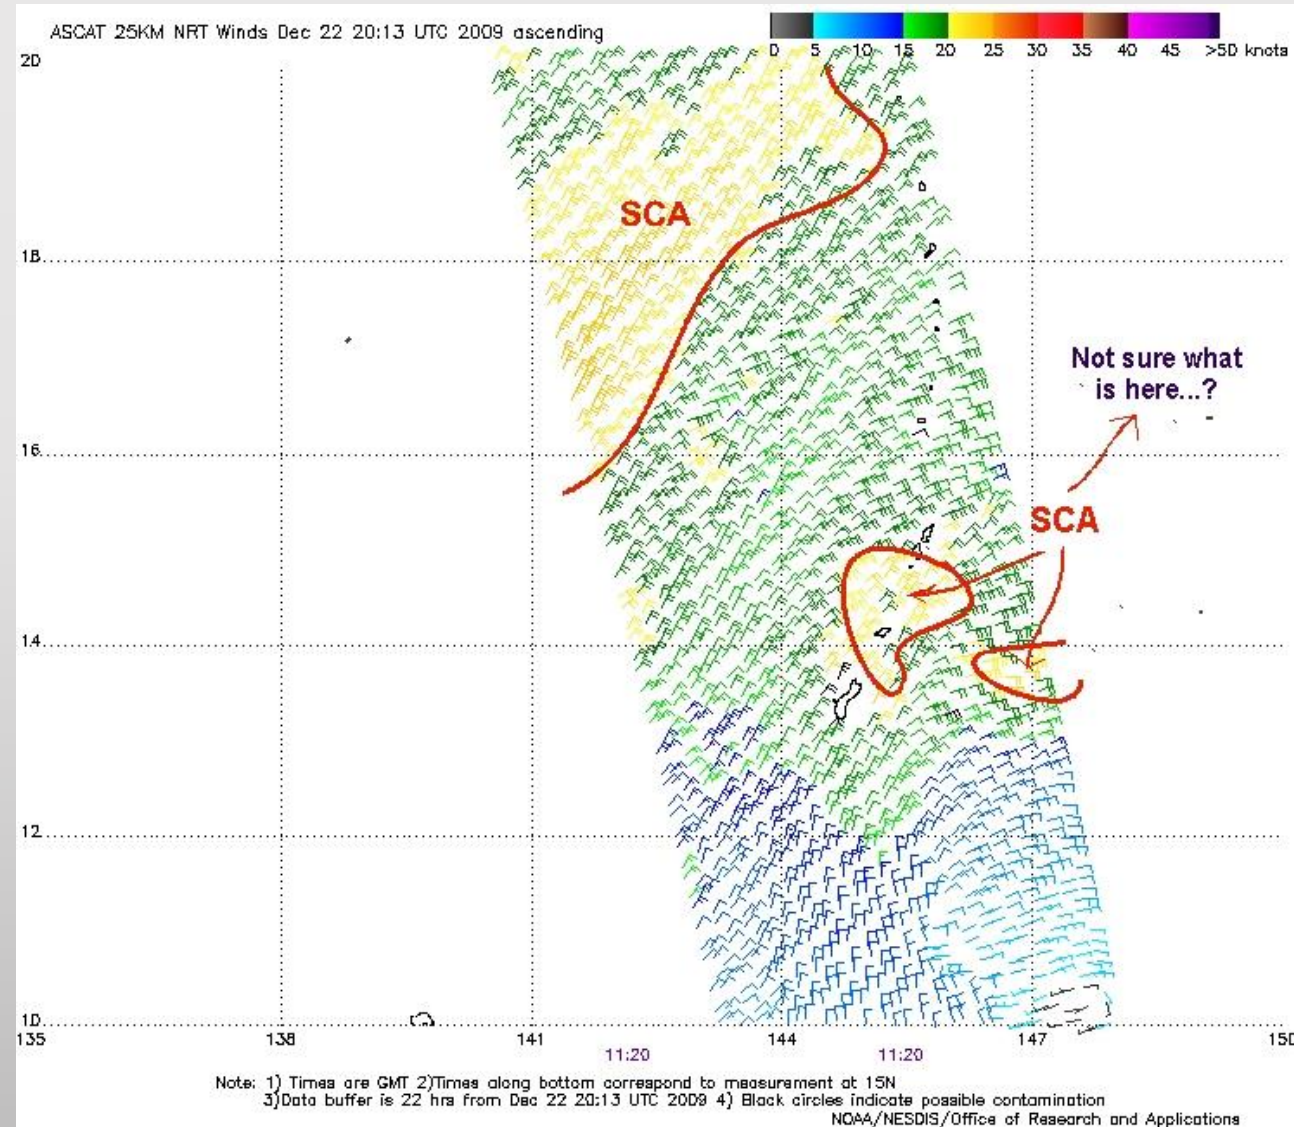 ASCAT 25KM NRT Winds Dec 22 20:13 UTC 2009 ascending
0 5 10 15 20 25 30 35 40 45 >50 knots
20
SCA
18
Not sure what
is here...?
16
SCA
14
12
10
135 138 141 144 147 150
11:20 11:20
Note: 1) Times are GMT 2)Times along bottom correspond to measurement at 15N
3)Data buffer is 22 hrs from Dec 22 20:13 UTC 2009 4) Black circles indicate possible contamination
NOAA/NESDIS/Office of Research and Applications